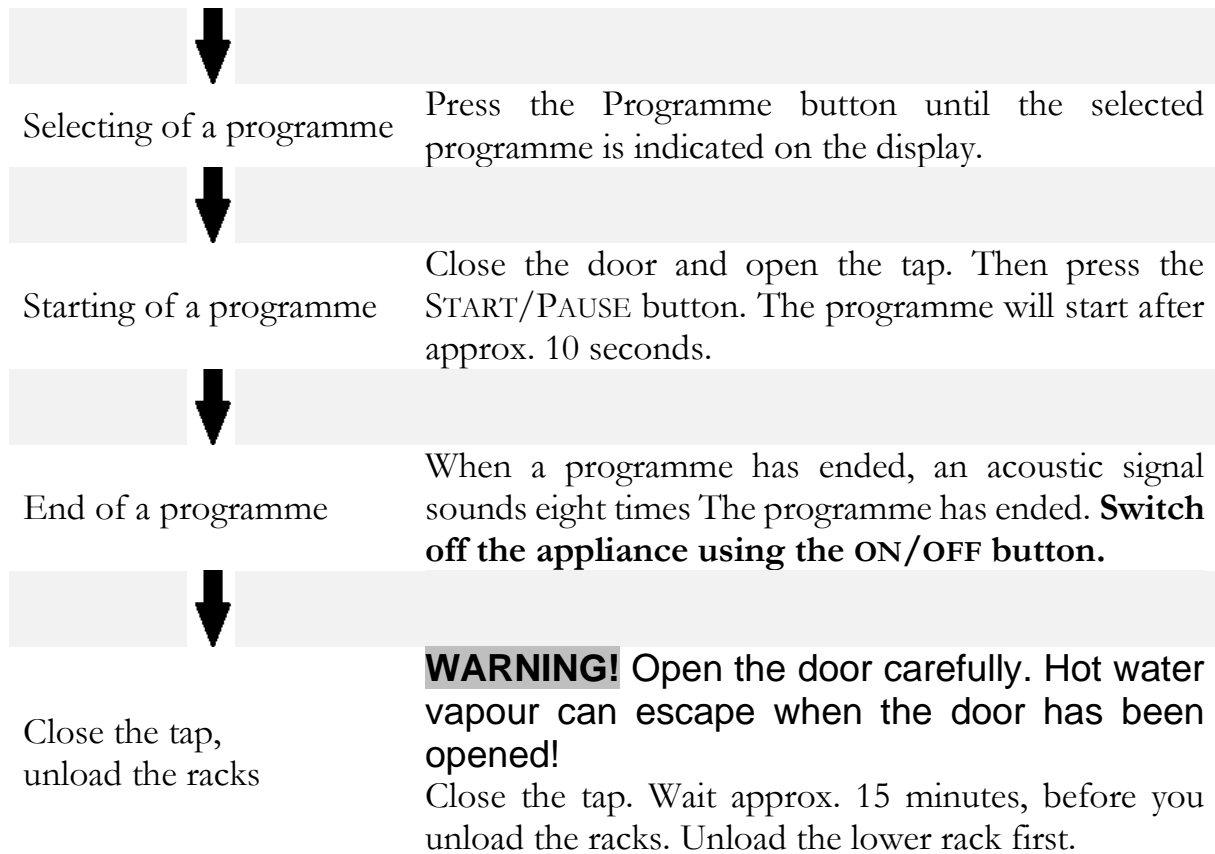 Selecting of a programme
Press the Programme button until the selected
programme is indicated on the display.
Starting of a programme
Close the door and open the tap. Then press the
START/PAUSE button. The programme will start after
approx. 10 seconds.
End of a programme
When a programme has ended, an acoustic signal
sounds eight times The programme has ended. Switch
off the appliance using the ON/OFF button.
Close the tap,
unload the racks
WARNING! Open the door carefully. Hot water
vapour can escape when the door has been
opened!
Close the tap. Wait approx. 15 minutes, before you
unload the racks. Unload the lower rack first.